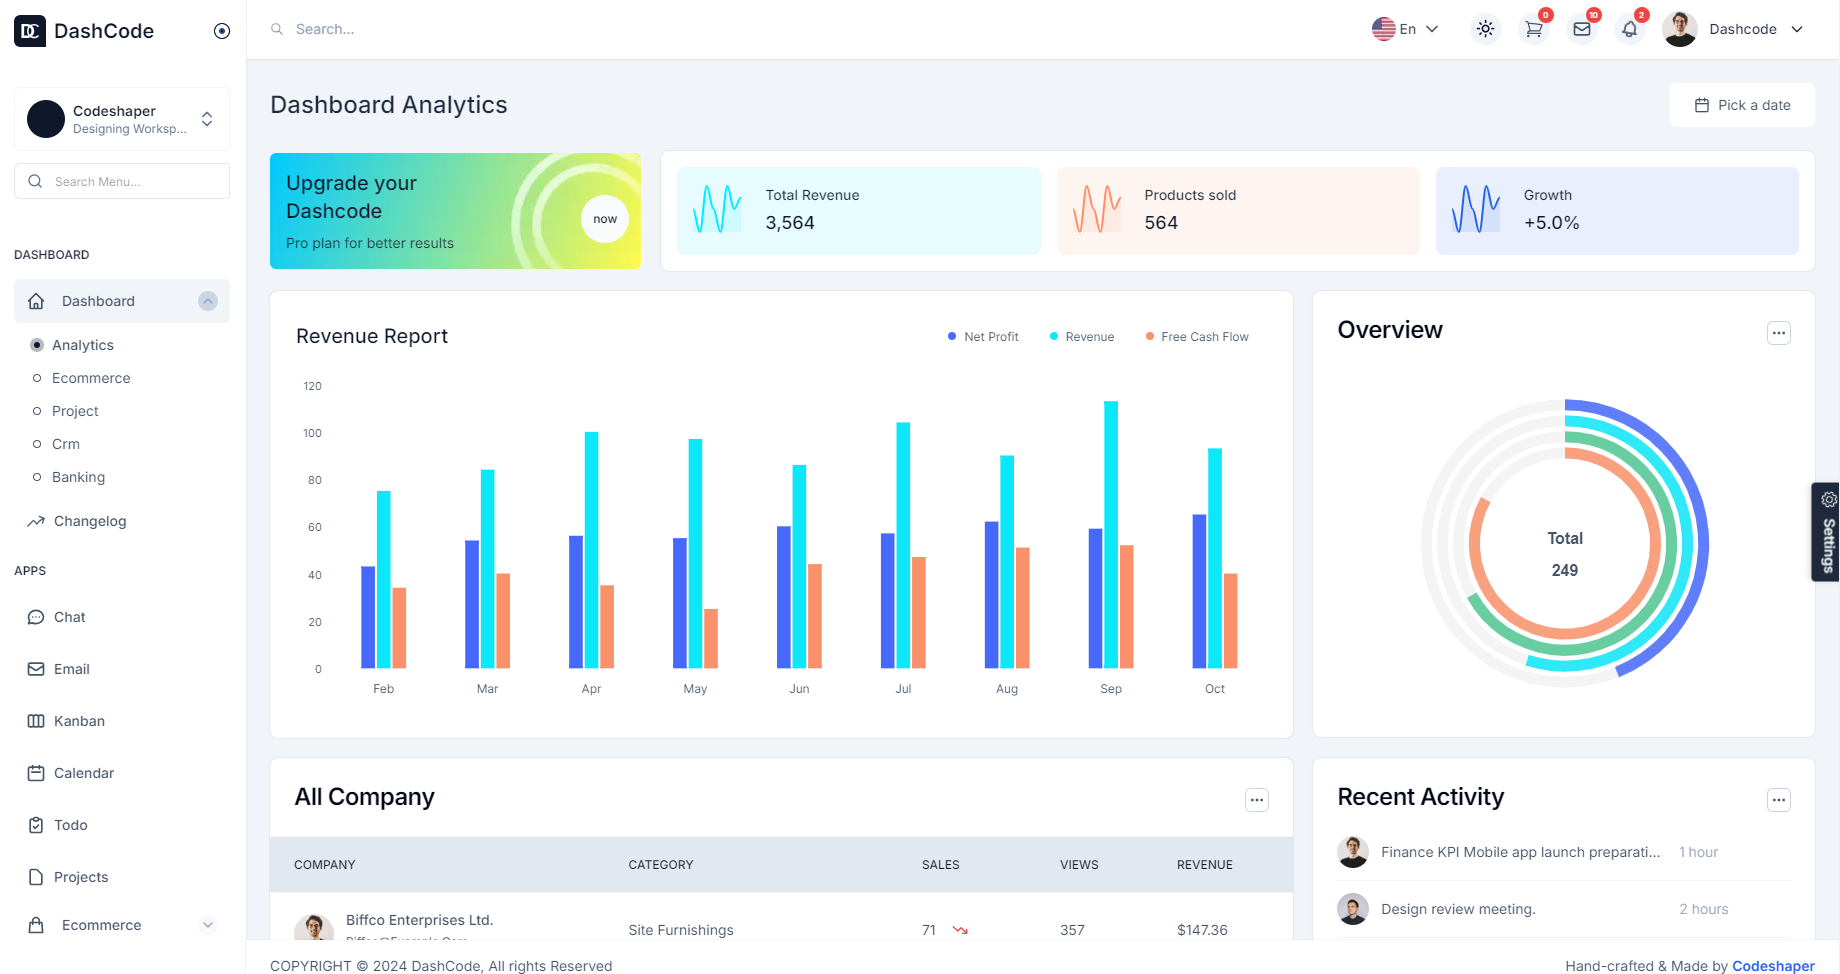 DC DashCode
Search...
En
0
10
2
Dashcode
Codeshaper
Designing Worksp...
Search Menu...
DASHBOARD
Dashboard
Analytics
Ecommerce
Project
Crm
Banking
Changelog
APPS
Chat
Email
Kanban
Calendar
Todo
Projects
Ecommerce
Dashboard Analytics
Pick a date
Upgrade your
Dashcode
Pro plan for better results
now
Total Revenue
3,564
Products sold
564
Growth
+5.0%
Revenue Report
Net Profit Revenue Free Cash Flow
120
100
80
60
40
20
0
Feb Mar Apr May Jun Jul Aug Sep Oct
Overview
Total
249
Settings
All Company
COMPANY CATEGORY SALES VIEWS REVENUE
Biffco Enterprises Ltd.
Site Furnishings 71 357 $147.36
Recent Activity
Finance KPI Mobile app launch preparati... 1 hour
Design review meeting. 2 hours
COPYRIGHT © 2024 DashCode, All rights Reserved
Hand-crafted & Made by Codeshaper